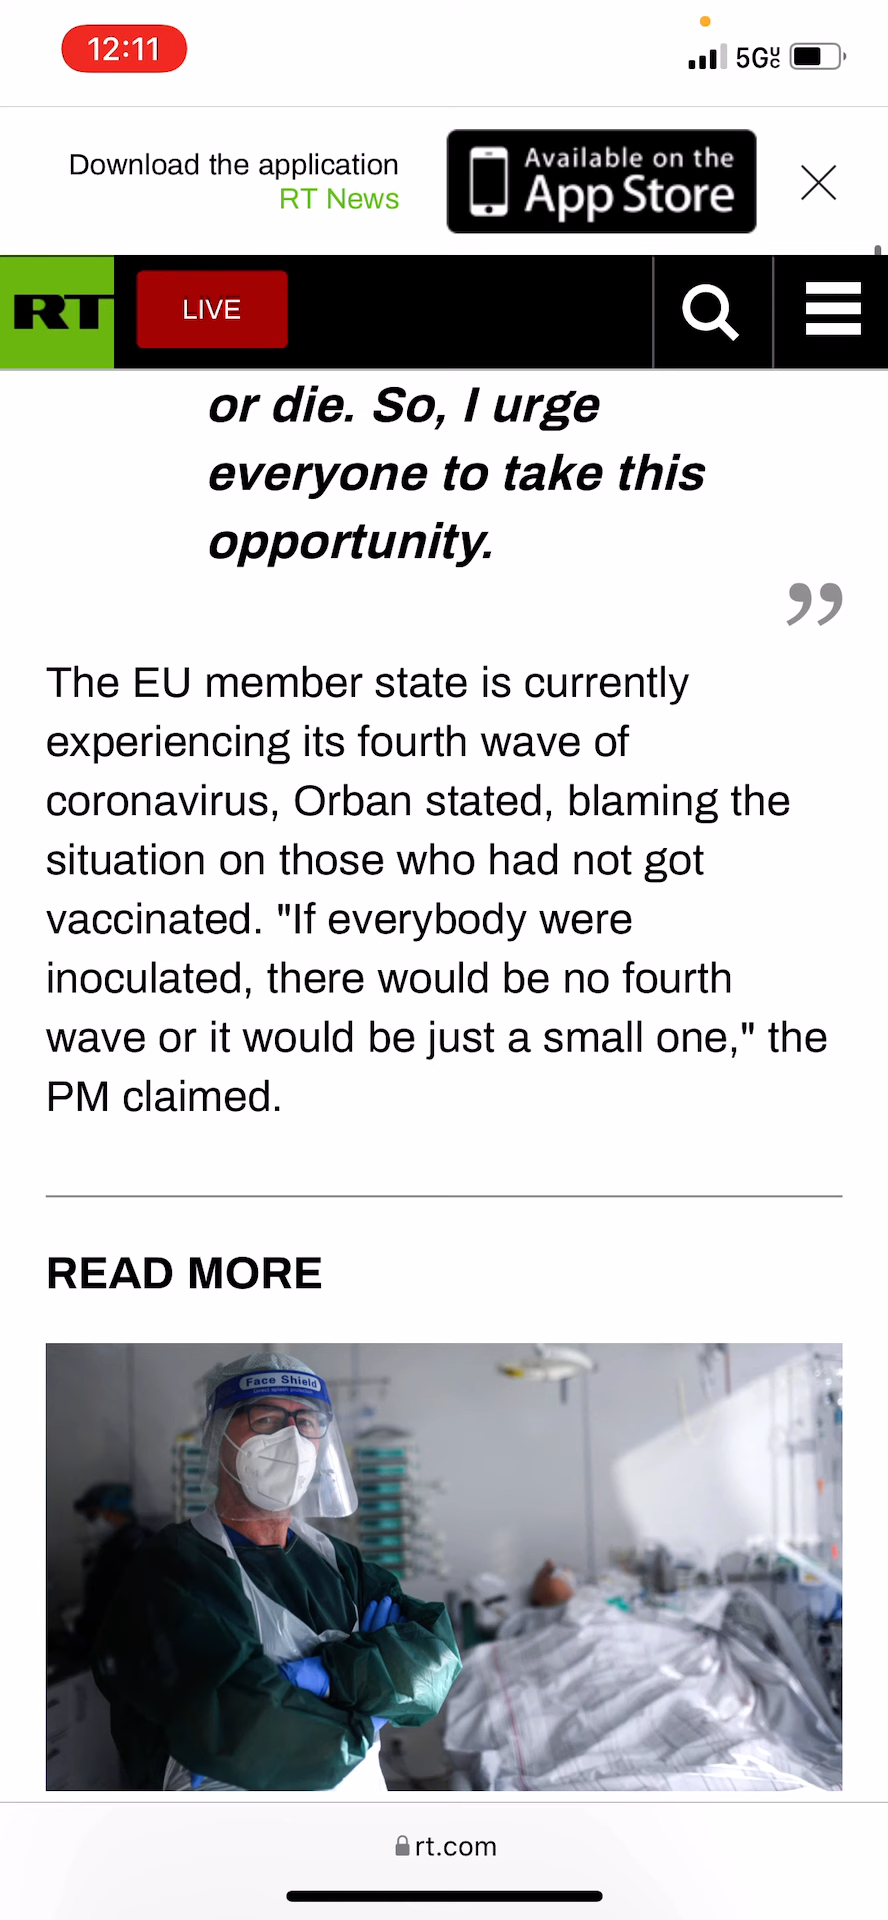 12:11
5GUC
Download the application
RT News
Available on the
App Store
RT
LIVE
or die. So, I urge
everyone to take this
opportunity.
”
The EU member state is currently
experiencing its fourth wave of
coronavirus, Orban stated, blaming the
situation on those who had not got
vaccinated. "If everybody were
inoculated, there would be no fourth
wave or it would be just a small one," the
PM claimed.
READ MORE
Face Shield
rt.com